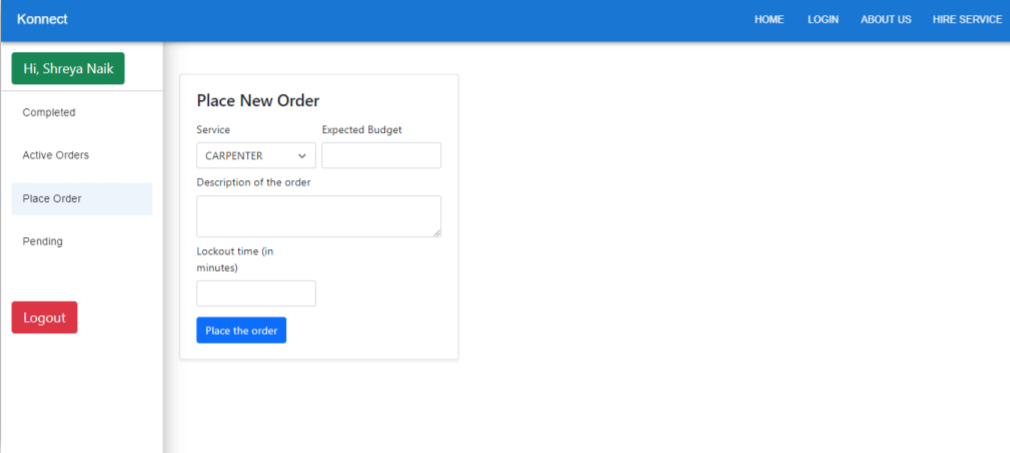 Konnect
HOME LOGIN ABOUT US HIRE SERVICE
Hi, Shreya Naik
Completed
Active Orders
Place Order
Pending
Logout
Place New Order
Service Expected Budget
CARPENTER
Description of the order
Lockout time (in
minutes)
Place the order